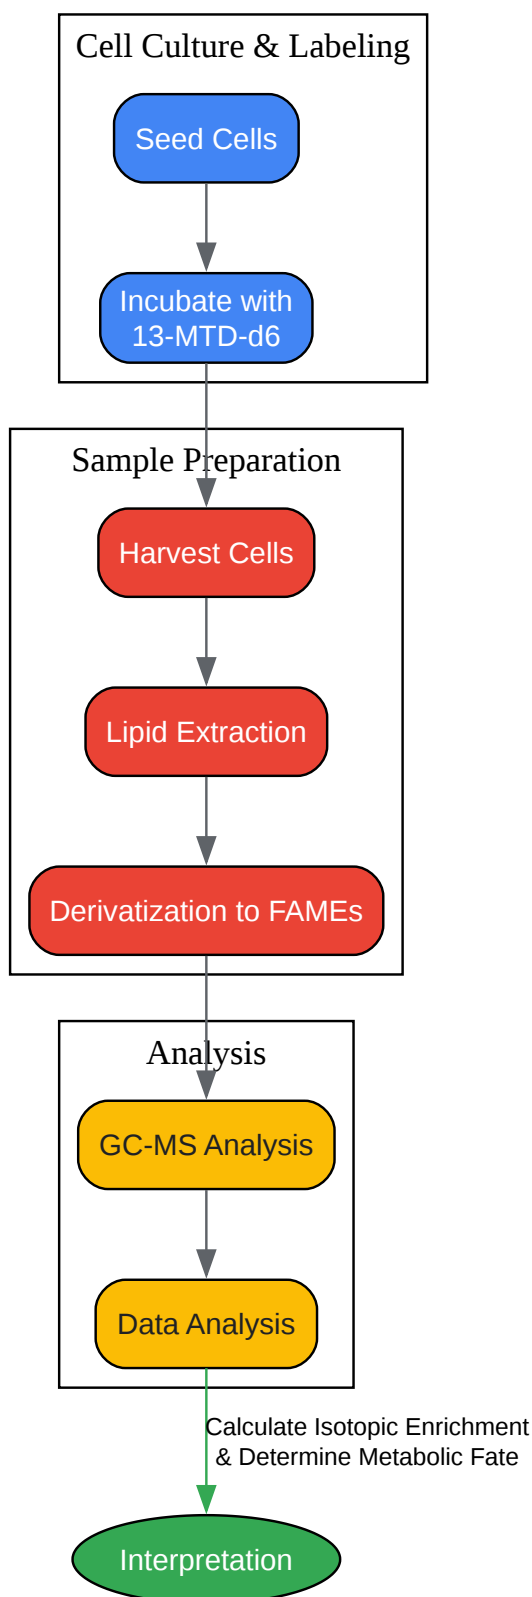 Cell Culture & Labeling
Seed Cells
Incubate with
13-MTD-d6
Sample Preparation
Harvest Cells
Lipid Extraction
Derivatization to FAMEs
Analysis
GC-MS Analysis
Data Analysis
Calculate Isotopic Enrichment
& Determine Metabolic Fate
Interpretation